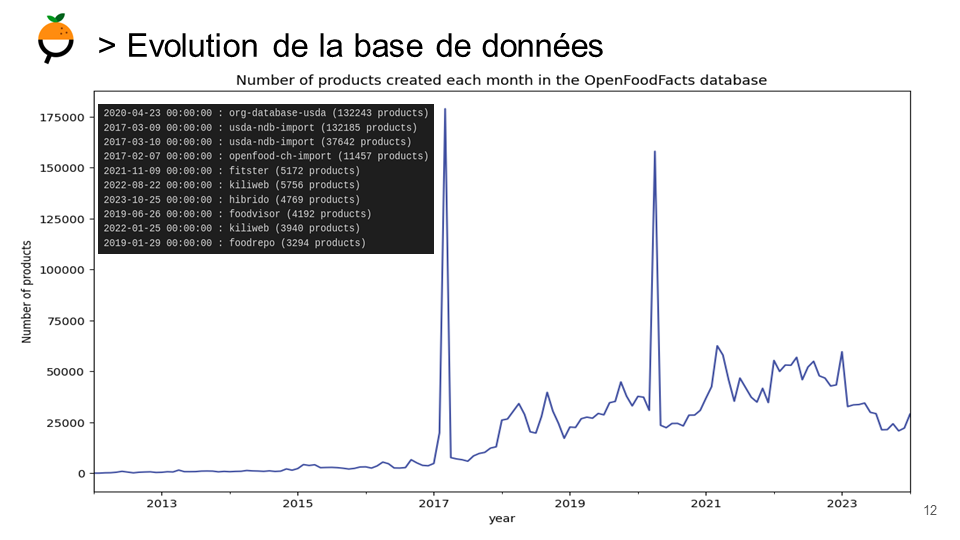 > Evolution de la base de données
Number of products created each month in the OpenFoodFacts database
2020-04-23 00:00:00 : org-database-usda (132243 products)
2017-03-09 00:00:00 : usda-ndb-import (132185 products)
2017-03-10 00:00:00 : usda-ndb-import (37642 products)
2017-02-07 00:00:00 : openfood-ch-import (11457 products)
2021-11-09 00:00:00 : fitster (5172 products)
2022-08-22 00:00:00 : kiliweb (5756 products)
2023-10-25 00:00:00 : hibrido (4769 products)
2019-06-26 00:00:00 : foodvisor (4192 products)
2022-01-25 00:00:00 : kiliweb (3940 products)
2019-01-29 00:00:00 : foodrepo (3294 products)
Number of products
175000
150000
125000
100000
75000
50000
25000
0
2013 2015 2017 2019 2021 2023
year
12